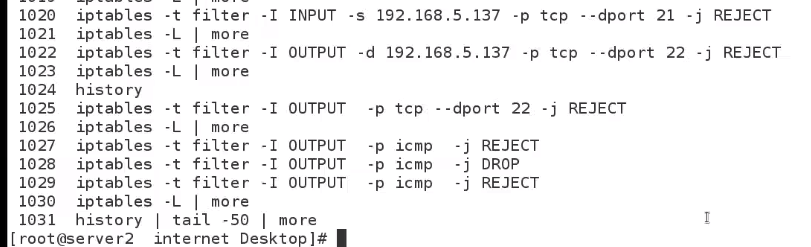 1020 iptables -t filter -I INPUT -s 192.168.5.137 -p tcp --dport 21 -j REJECT
1021 iptables -L | more
1022 iptables -t filter -I OUTPUT -d 192.168.5.137 -p tcp --dport 22 -j REJECT
1023 iptables -L | more
1024 history
1025 iptables -t filter -I OUTPUT  -p tcp --dport 22 -j REJECT
1026 iptables -L | more
1027 iptables -t filter -I OUTPUT  -p icmp  -j REJECT
1028 iptables -t filter -I OUTPUT  -p icmp  -j DROP
1029 iptables -t filter -I OUTPUT  -p icmp  -j REJECT
1030 iptables -L | more
1031 history | tail -50 | more
[root@server2  internet Desktop]#